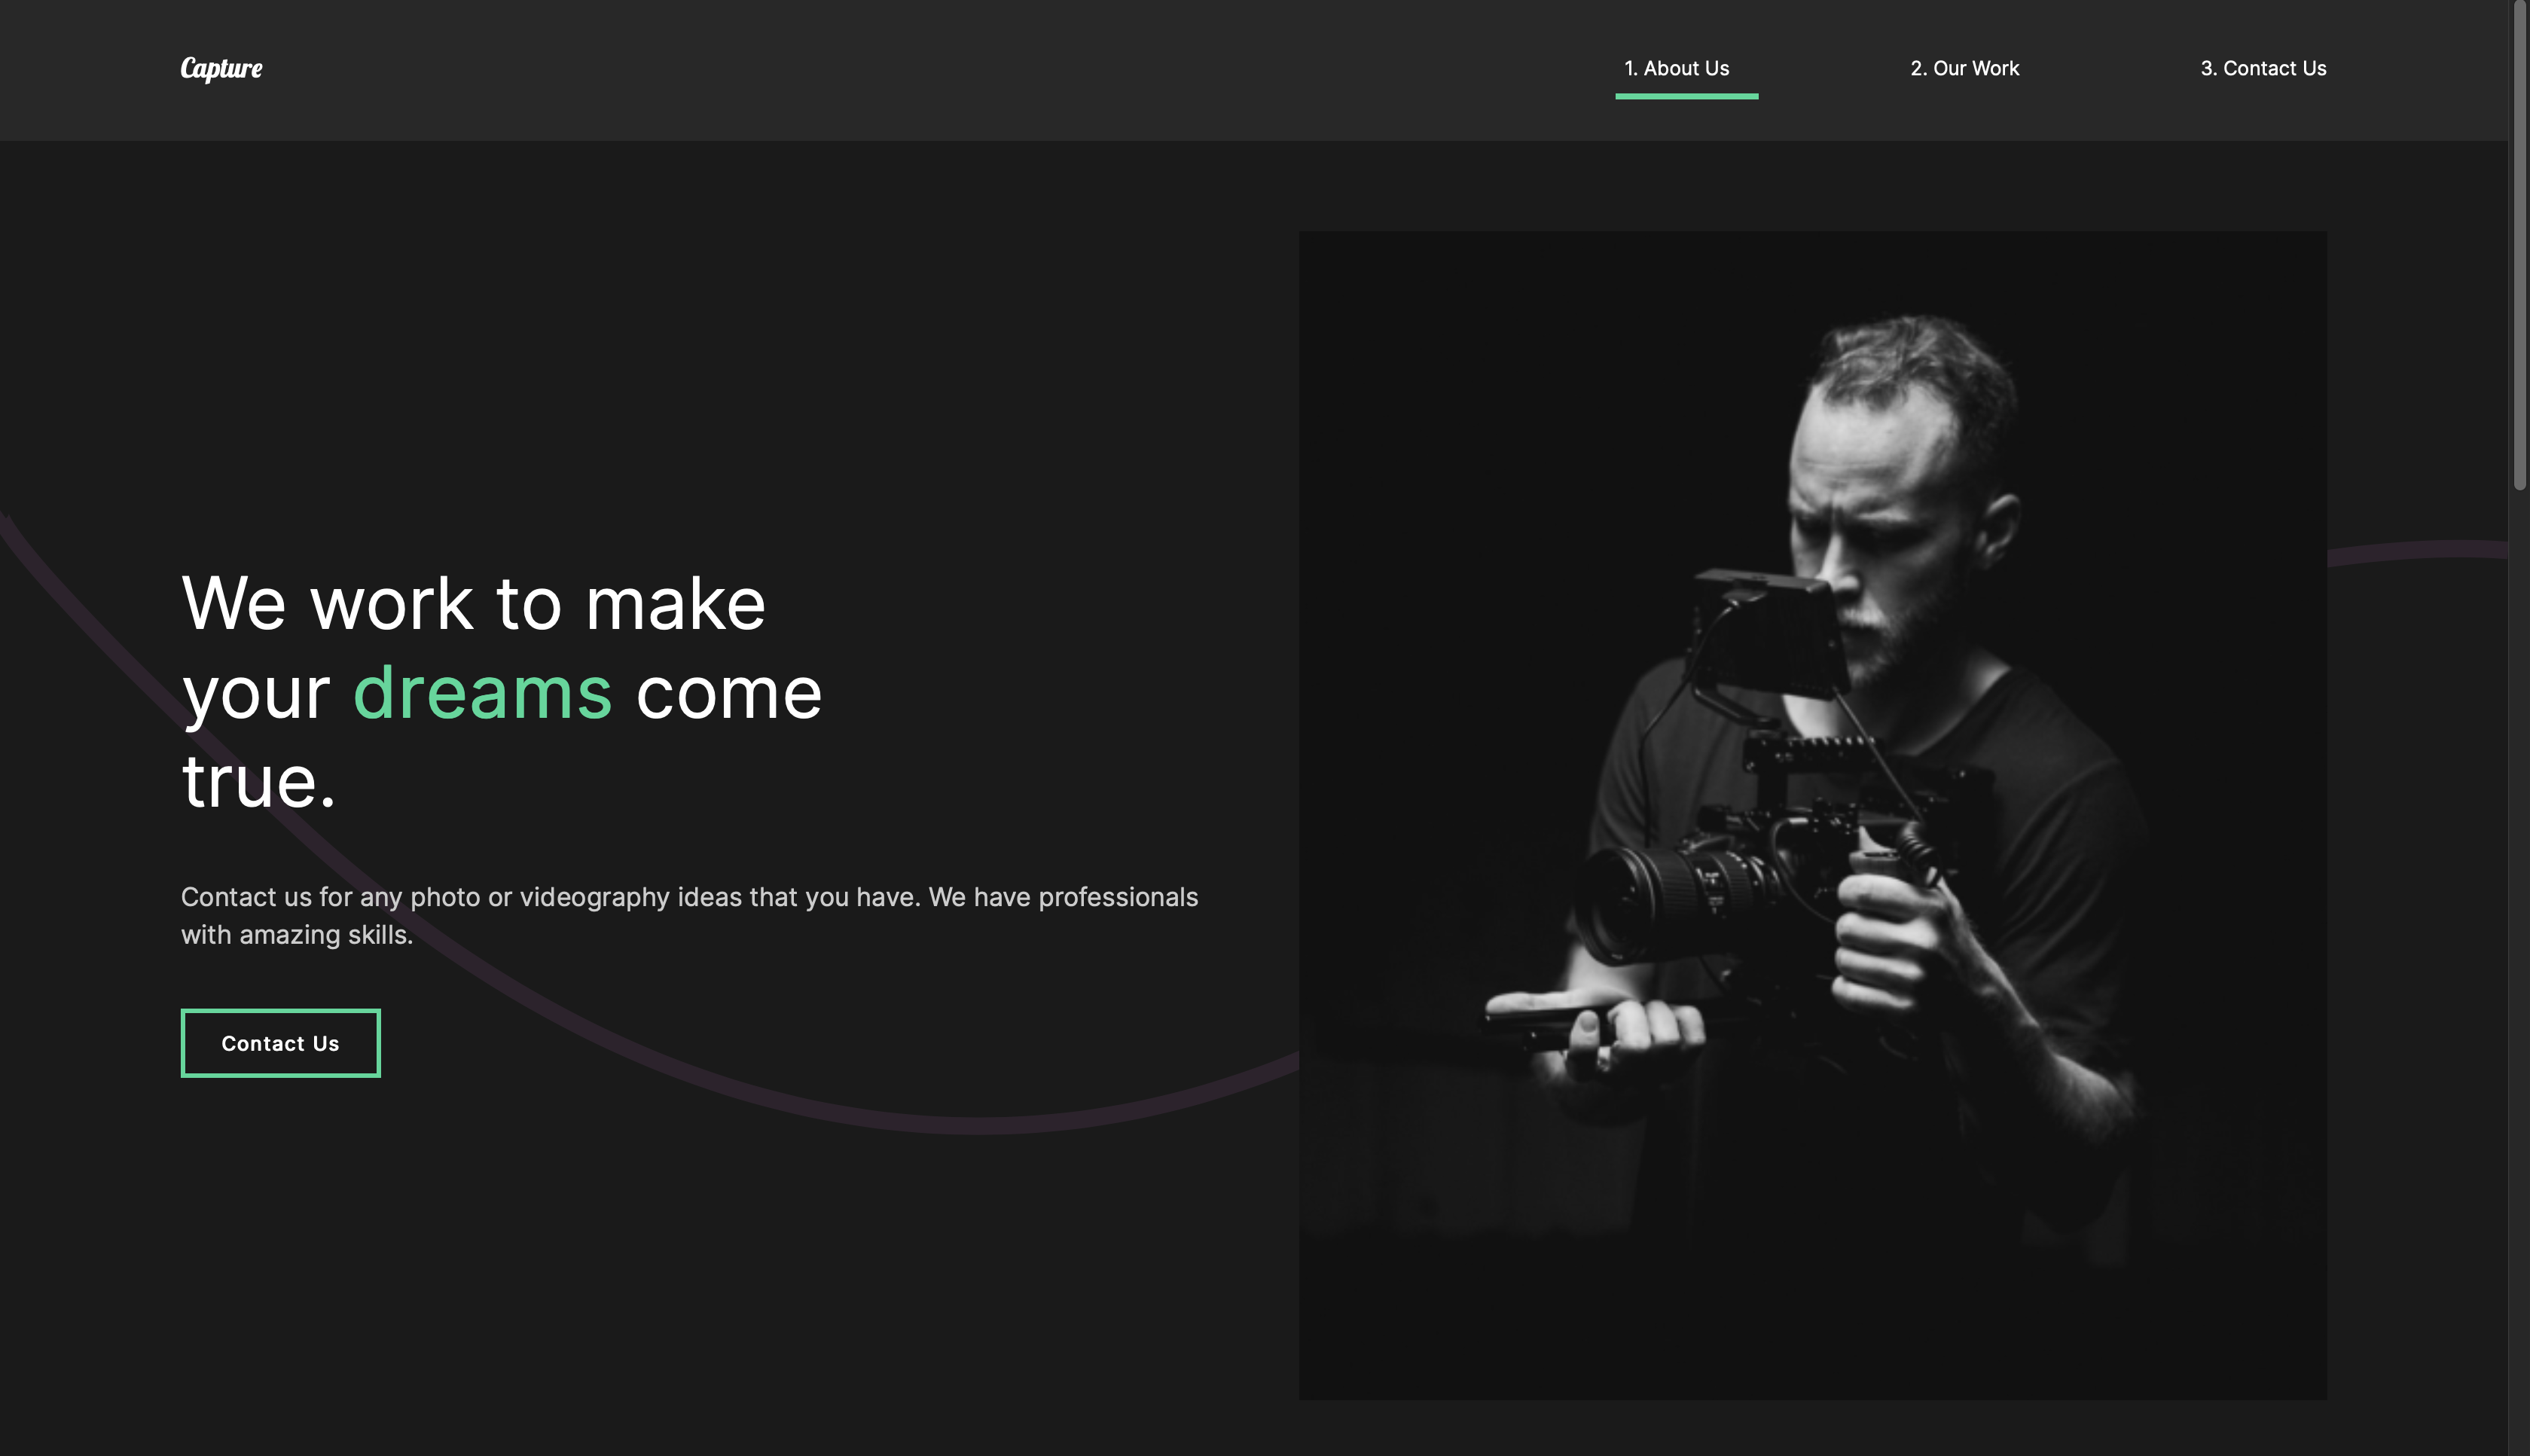 Capture
1. About Us
2. Our Work
3. Contact Us
We work to make
your dreams come
true.
Contact us for any photo or videography ideas that you have. We have professionals
with amazing skills.
Contact Us